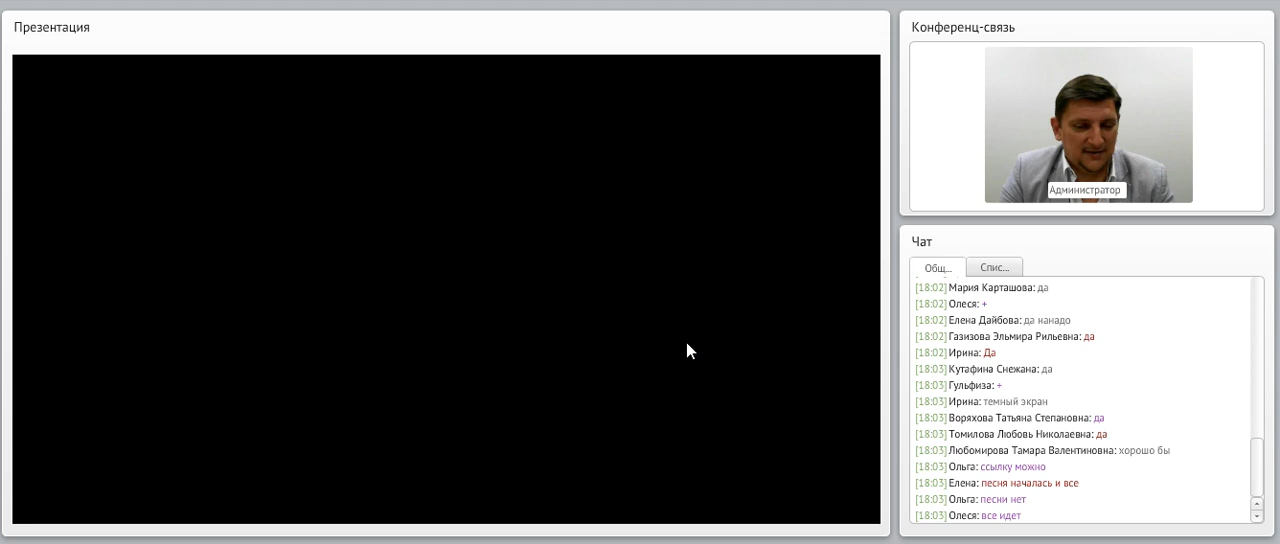 Презентация
Конференц-связь
Администратор
Чат
Общ...
Спис...
[18:02] Мария Карташова: да
[18:02] Олеся: +
[18:02] Елена Дайбова: да нанадо
[18:02] Газизова Эльмира Рильевна: да
[18:02] Ирина: Да
[18:03] Кутафина Снежана: да
[18:03] Гульфиза: +
[18:03] Ирина: темный экран
[18:03] Воряхова Татьяна Степановна: да
[18:03] Томилова Любовь Николаевна: да
[18:03] Любомирова Тамара Валентиновна: хорошо бы
[18:03] Ольга: ссылку можно
[18:03] Елена: песня началась и все
[18:03] Ольга: песни нет
[18:03] Олеся: все идет